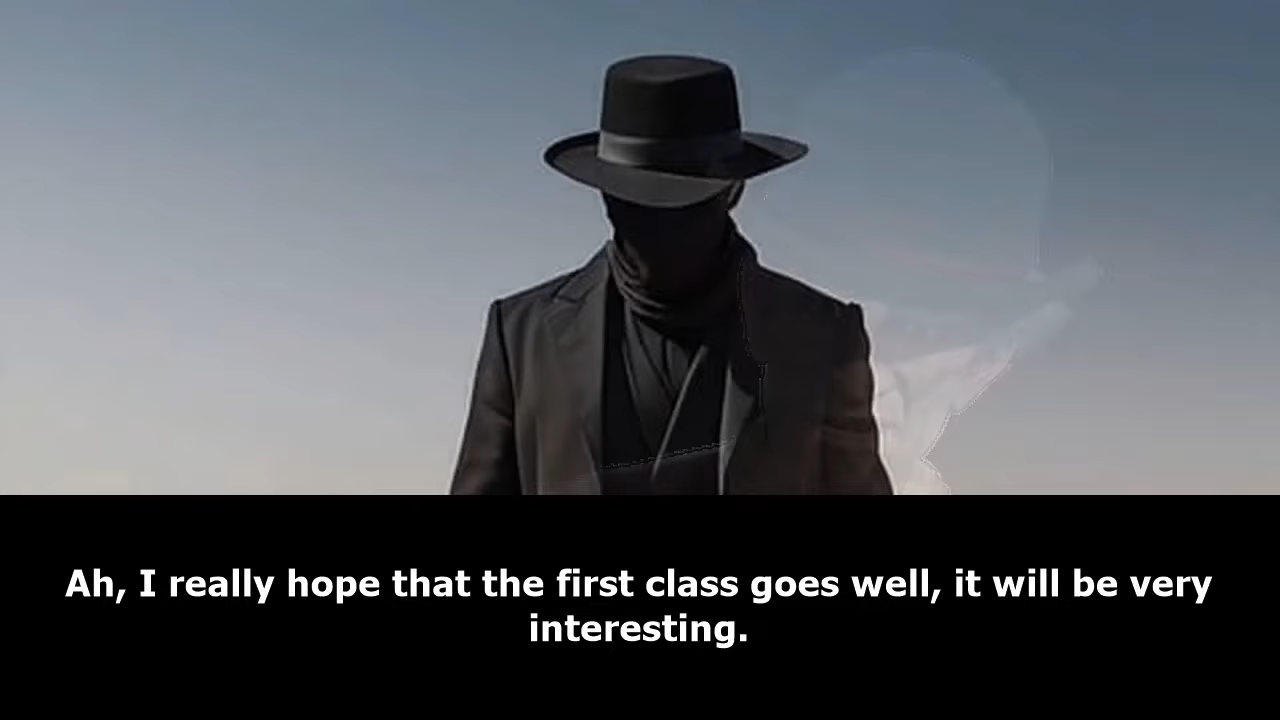 Ah, I really hope that the first class goes well, it will be very
interesting.